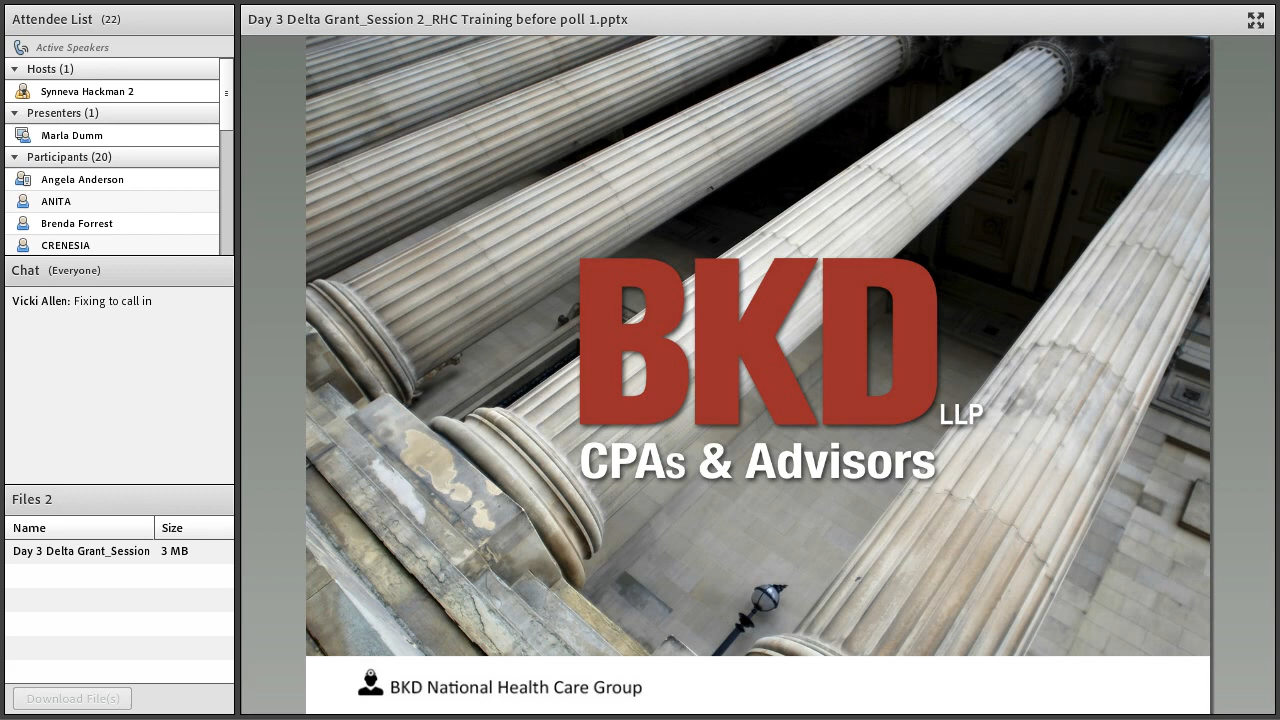 Attendee List (22)
Active Speakers
Hosts (1)
Synneva Hackman 2
Presenters (1)
Marla Dumm
Participants (20)
Angela Anderson
ANITA
Brenda Forrest
CRENESIA
Chat (Everyone)
Vicki Allen: Fixing to call in
Files 2
Name Size
Day 3 Delta Grant_Session 3 MB
Download File(s)
Day 3 Delta Grant_Session 2_RHC Training before poll 1.pptx
BKD LLP
CPAs & Advisors
BKD National Health Care Group